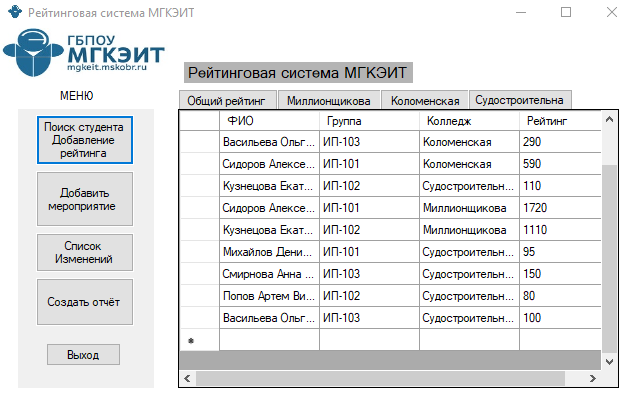 Рейтинговая система МГКЭИТ
ГБПОУ
МГКЭИТ
mgkeit.mskobr.ru
Рейтинговая система МГКЭИТ
МЕНЮ
Поиск студента
Добавление
рейтинга
Добавить
мероприятие
Список
Изменений
Создать отчёт
Выход
Общий рейтинг Миллионщикова Коломенская Судостроительна
ФИО Группа Колледж Рейтинг
Васильева Ольг... ИП-103 Коломенская 290
Сидоров Алексе... ИП-101 Коломенская 590
Кузнецова Екат... ИП-102 Судостроительн... 110
Сидоров Алексе... ИП-101 Миллионщикова 1720
Кузнецова Екат... ИП-102 Миллионщикова 1110
Михайлов Дени... ИП-101 Судостроительн... 95
Смирнова Анна ... ИП-103 Судостроительн... 150
Попов Артем Ви... ИП-102 Судостроительн... 80
Васильева Ольг... ИП-103 Судостроительн... 100